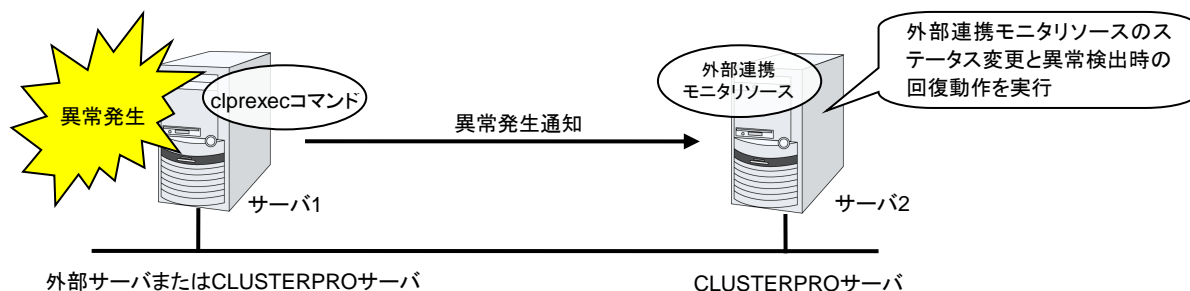 外部連携モニタリソースのス
テータス変更と異常検出時の
回復動作を実行
外部連携
モニタリソース
clprexecコマンド
異常発生
異常発生通知
サーバ1
サーバ2
外部サーバまたはCLUSTERPROサーバ
CLUSTERPROサーバ